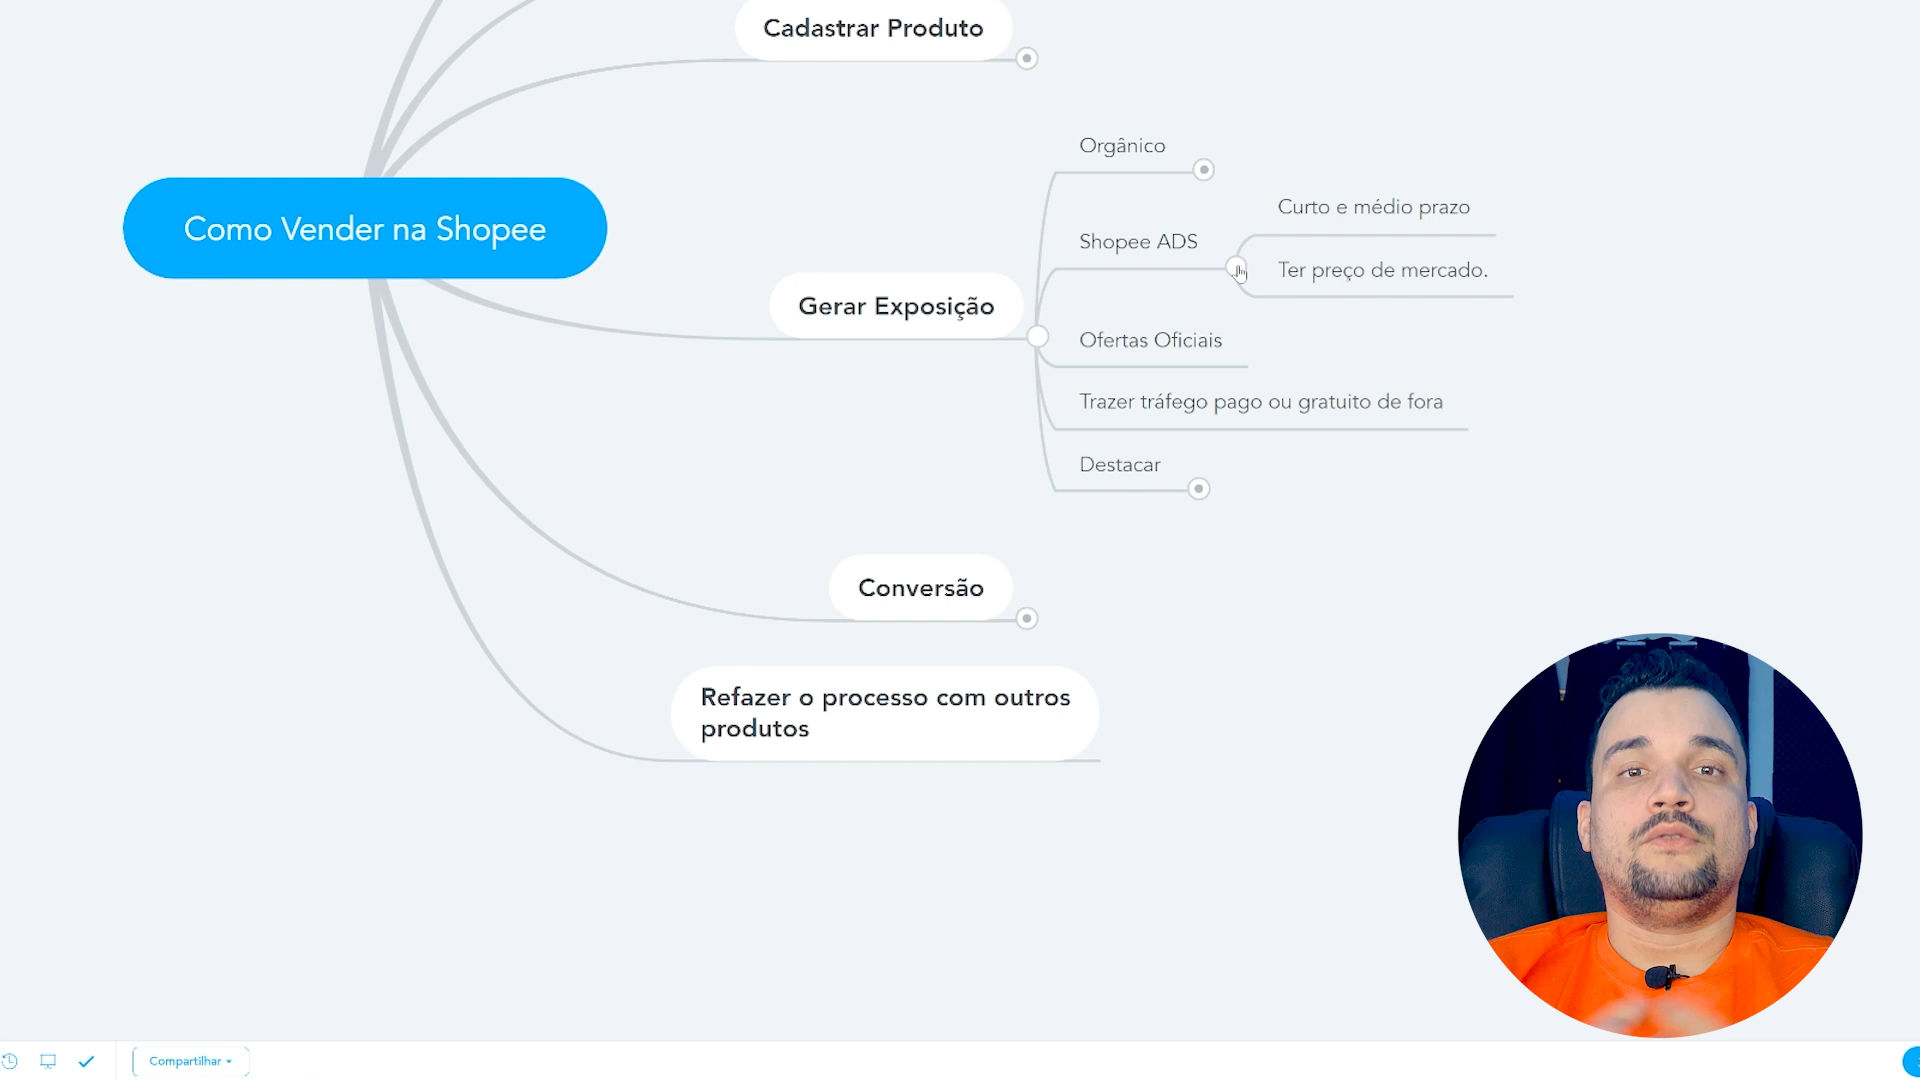 Cadastrar Produto
Orgânico
Curto e médio prazo
Como Vender na Shopee
Shopee ADS
Ter preço de mercado.
Gerar Exposição
Ofertas Oficiais
Trazer tráfego pago ou gratuito de fora
Destacar
Conversão
Refazer o processo com outros
produtos
Compartilhar